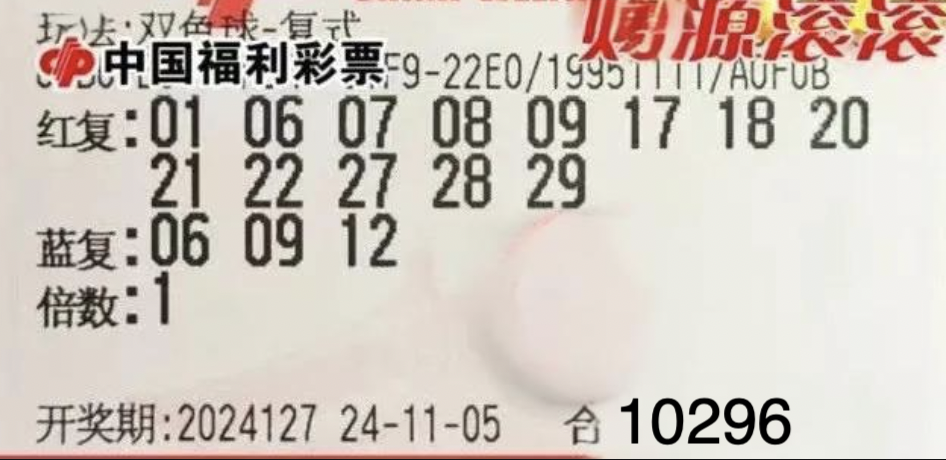 玩法:双色球-复式
财源滚滚
中国福利彩票
F9-22E0/19951111/A0F0B
红复:01 06 07 08 09 17 18 20
21 22 27 28 29
蓝复:06 09 12
倍数:1
开奖期:2024127 24-11-05 合 10296